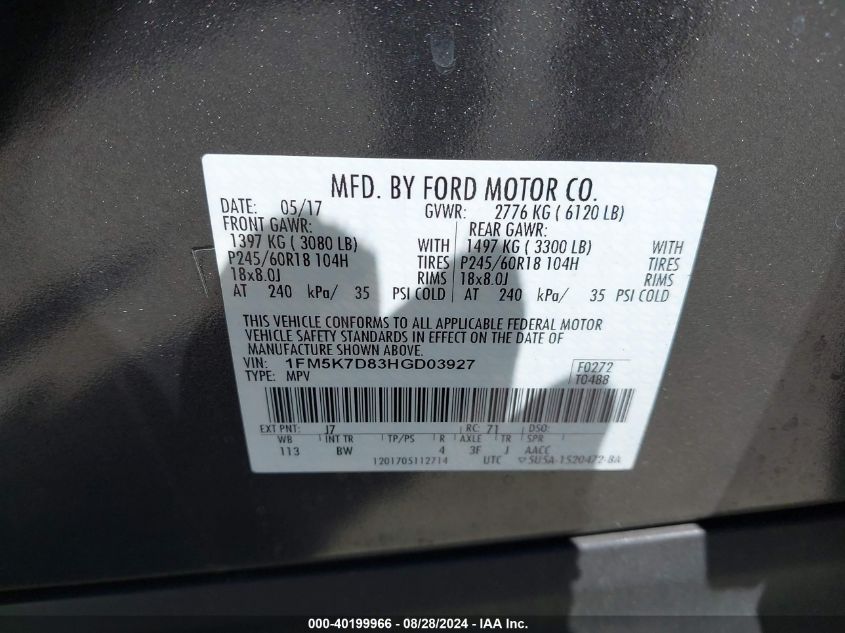 MFD. BY FORD MOTOR CO.
DATE: 05/17 GVWR: 2776 KG ( 6120 LB)
FRONT GAWR: REAR GAWR:
1397 KG ( 3080 LB) WITH 1497 KG ( 3300 LB) WITH
P245/60R18 104H TIRES P245/60R18 104H TIRES
18x8.0J RIMS 18x8.0J RIMS
AT 240 kPa/ 35 PSI COLD AT 240 kPa/ 35 PSI COLD
THIS VEHICLE CONFORMS TO ALL APPLICABLE FEDERAL MOTOR
VEHICLE SAFETY STANDARDS IN EFFECT ON THE DATE OF
MANUFACTURE SHOWN ABOVE.
VIN: 1FM5K7D83HGD03927 F0272
TYPE: MPV T0488
EXT PNT: J7 RC: 71 DSO:
WB INT TR TP/PS R AXLE TR SPR
113 BW 4 3F J AACC
1201705112714 UTC ▽5U5A-1520472-BA
000-40199966 - 08/28/2024 - IAA Inc.